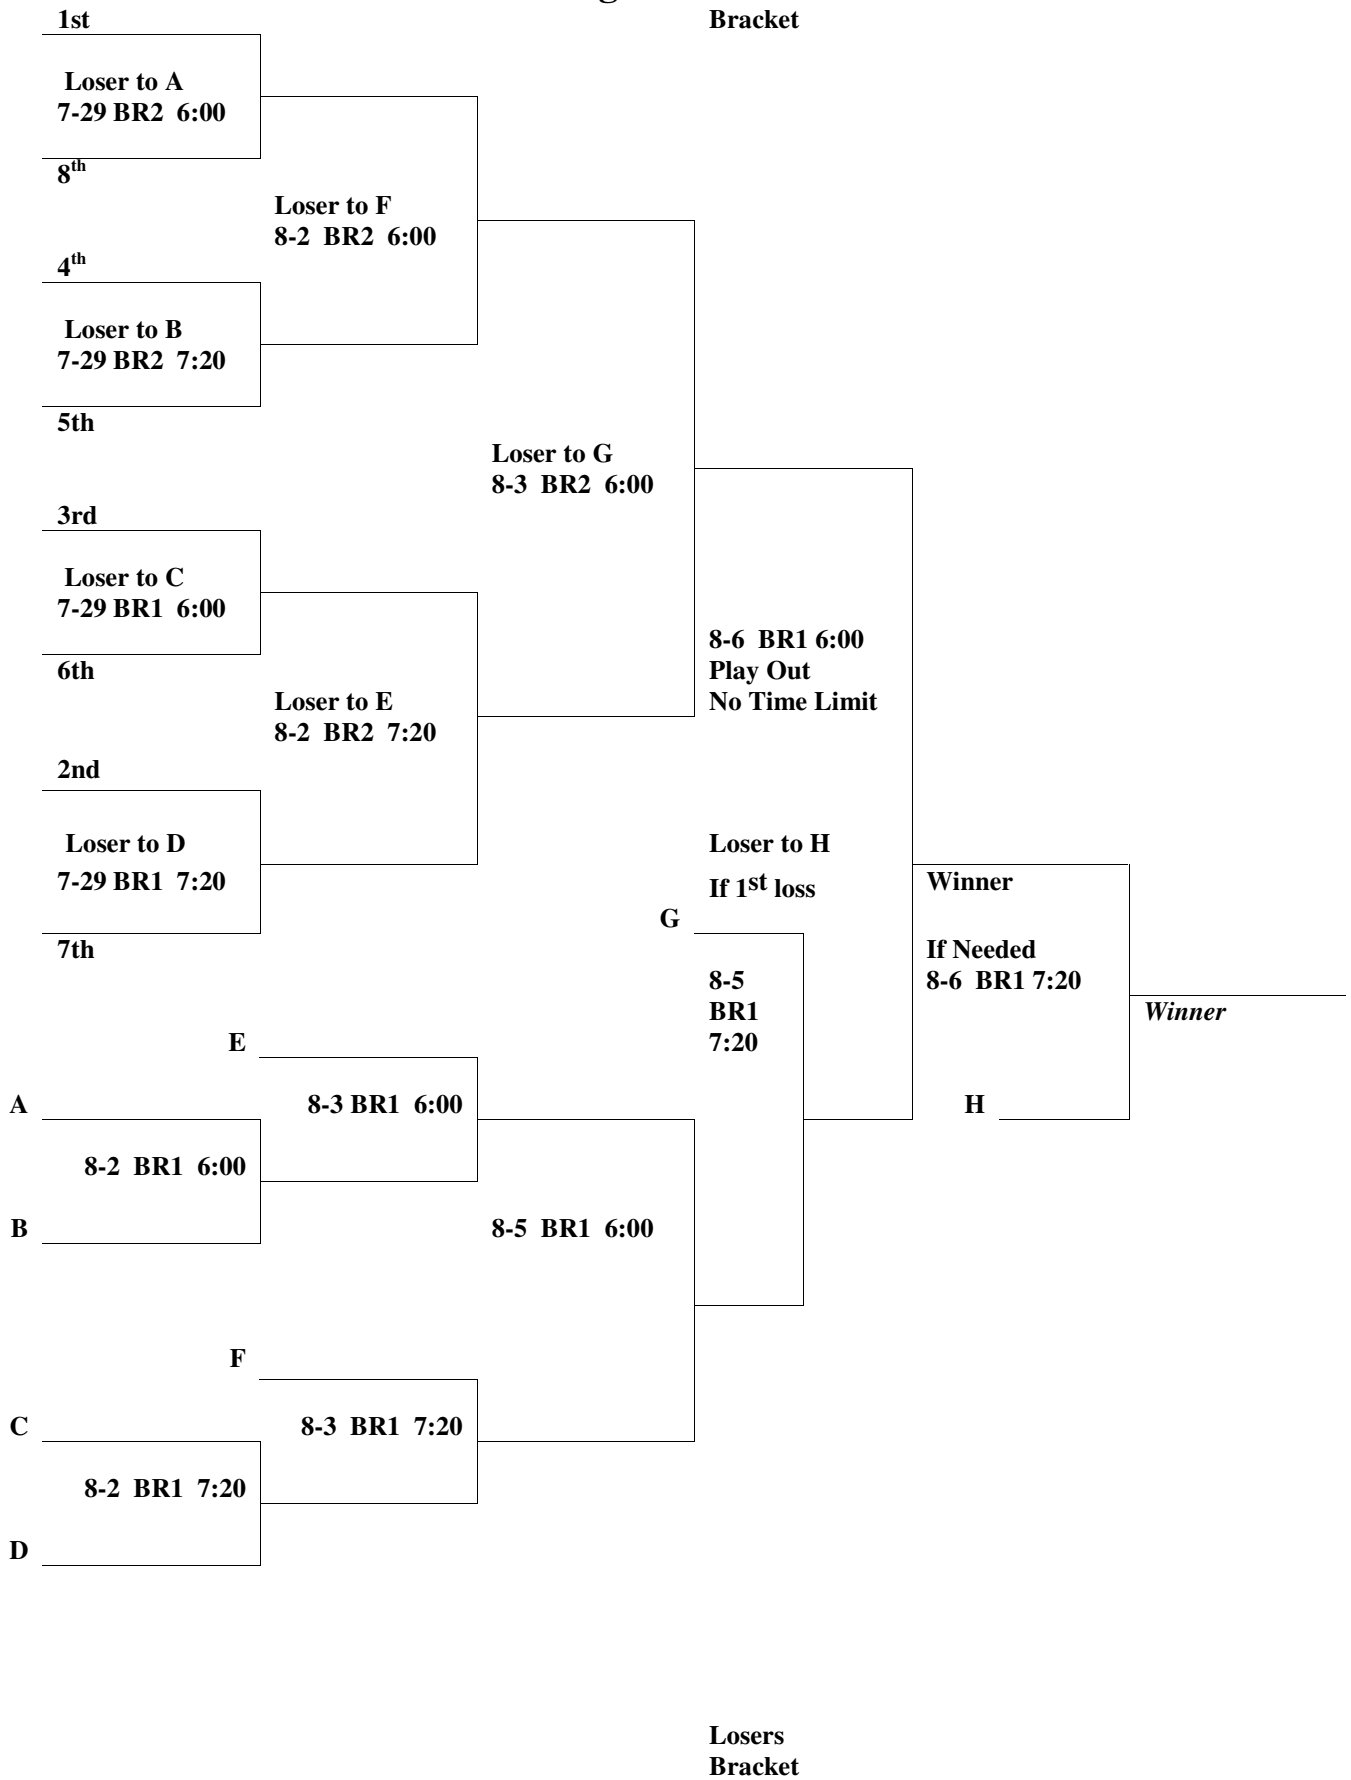 1st
Bracket
Loser to A
7-29 BR2 6:00
8th
Loser to F
8-2 BR2 6:00
4th
Loser to B
7-29 BR2 7:20
5th
Loser to G
8-3 BR2 6:00
3rd
Loser to C
7-29 BR1 6:00
6th
8-6 BR1 6:00
Play Out
No Time Limit
Loser to E
8-2 BR2 7:20
2nd
Loser to D
7-29 BR1 7:20
7th
Loser to H
If 1st loss
Winner
G
If Needed
8-6 BR1 7:20
8-5
BR1
7:20
Winner
E
A
8-3 BR1 6:00
H
8-2 BR1 6:00
B
8-5 BR1 6:00
F
C
8-3 BR1 7:20
8-2 BR1 7:20
D
Losers
Bracket